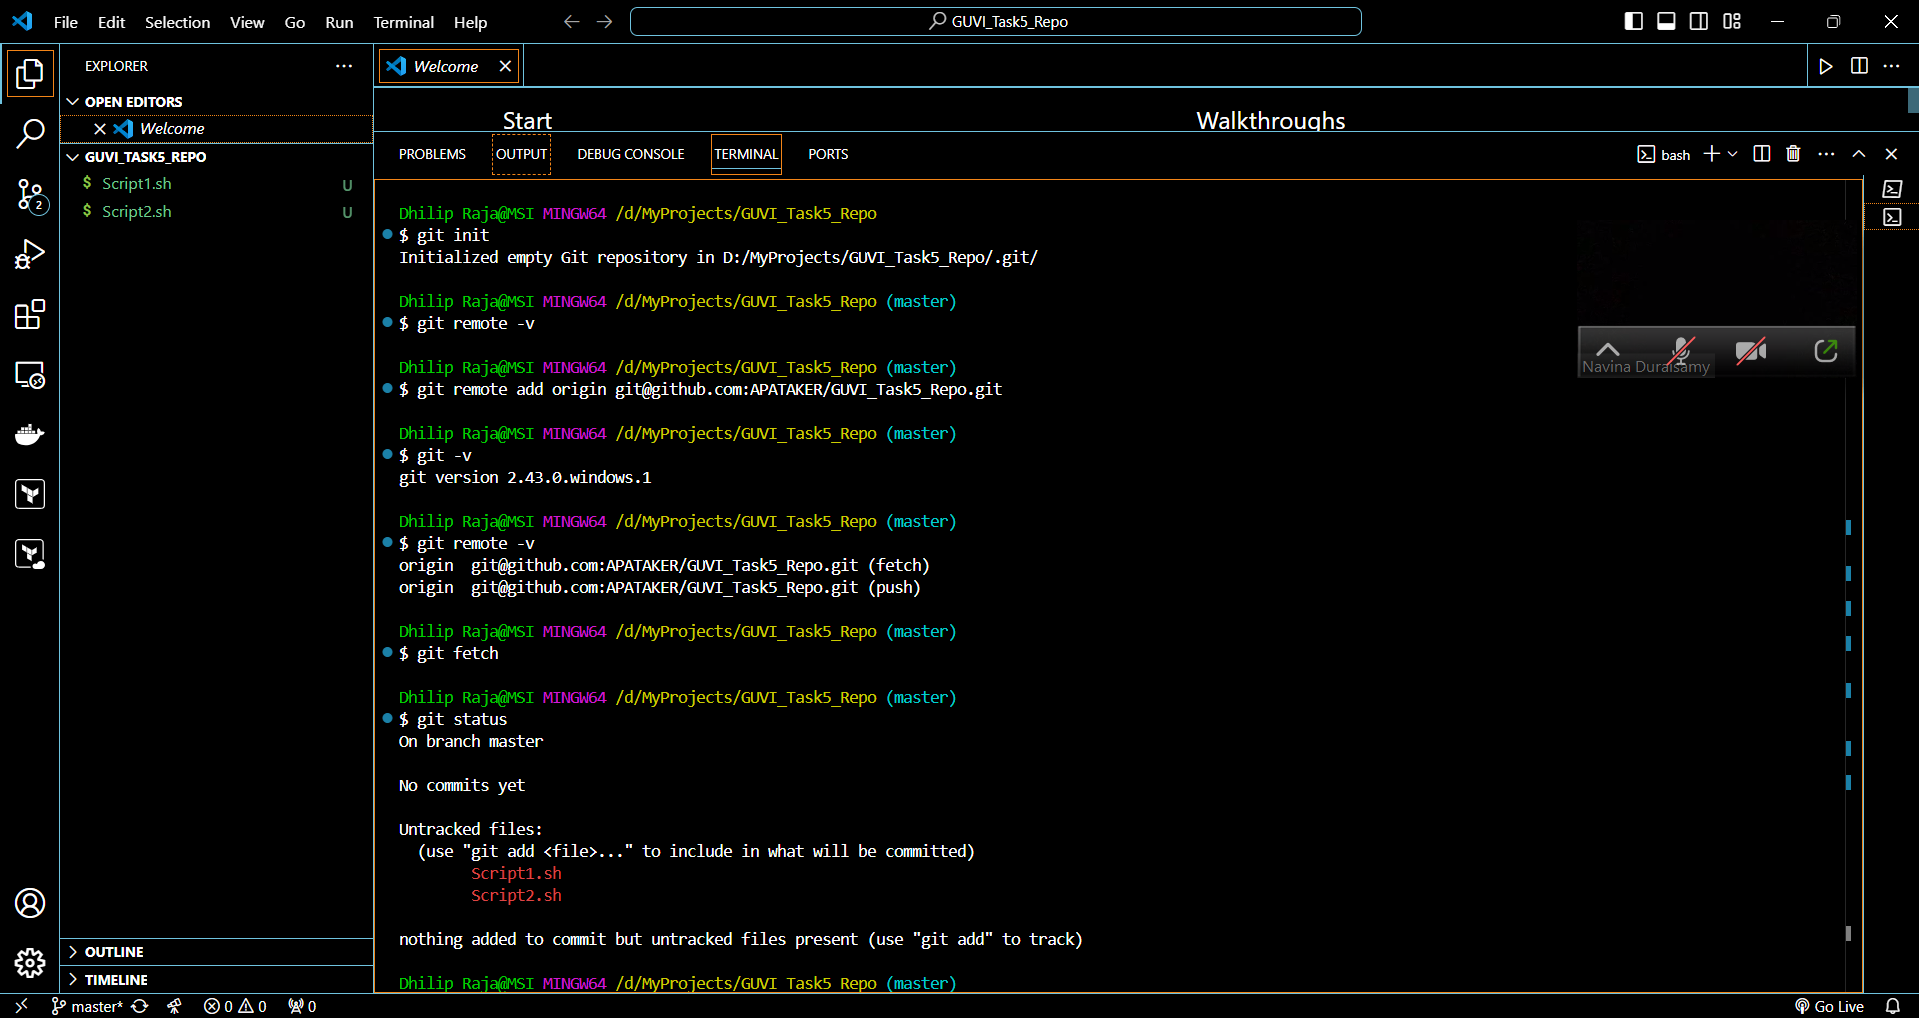 File Edit Selection View Go Run Terminal Help
GUVI_Task5_Repo
EXPLORER
Welcome
OPEN EDITORS
Welcome
GUVI_TASK5_REPO
$ Script1.sh U
$ Script2.sh U
2
Start
Walkthroughs
PROBLEMS OUTPUT DEBUG CONSOLE TERMINAL PORTS
bash
Dhilip Raja@MSI MINGW64 /d/MyProjects/GUVI_Task5_Repo
$ git init
Initialized empty Git repository in D:/MyProjects/GUVI_Task5_Repo/.git/
Dhilip Raja@MSI MINGW64 /d/MyProjects/GUVI_Task5_Repo (master)
$ git remote -v
Dhilip Raja@MSI MINGW64 /d/MyProjects/GUVI_Task5_Repo (master)
$ git remote add origin git@github.com:APATAKER/GUVI_Task5_Repo.git
Dhilip Raja@MSI MINGW64 /d/MyProjects/GUVI_Task5_Repo (master)
$ git -v
git version 2.43.0.windows.1
Dhilip Raja@MSI MINGW64 /d/MyProjects/GUVI_Task5_Repo (master)
$ git remote -v
origin  git@github.com:APATAKER/GUVI_Task5_Repo.git (fetch)
origin  git@github.com:APATAKER/GUVI_Task5_Repo.git (push)
Dhilip Raja@MSI MINGW64 /d/MyProjects/GUVI_Task5_Repo (master)
$ git fetch
Dhilip Raja@MSI MINGW64 /d/MyProjects/GUVI_Task5_Repo (master)
$ git status
On branch master
No commits yet
Untracked files:
(use "git add <file>..." to include in what will be committed)
Script1.sh
Script2.sh
nothing added to commit but untracked files present (use "git add" to track)
Dhilip Raja@MSI MINGW64 /d/MyProjects/GUVI_Task5_Repo (master)
Navina Duraisamy
OUTLINE
TIMELINE
master* 0 0 0
Go Live